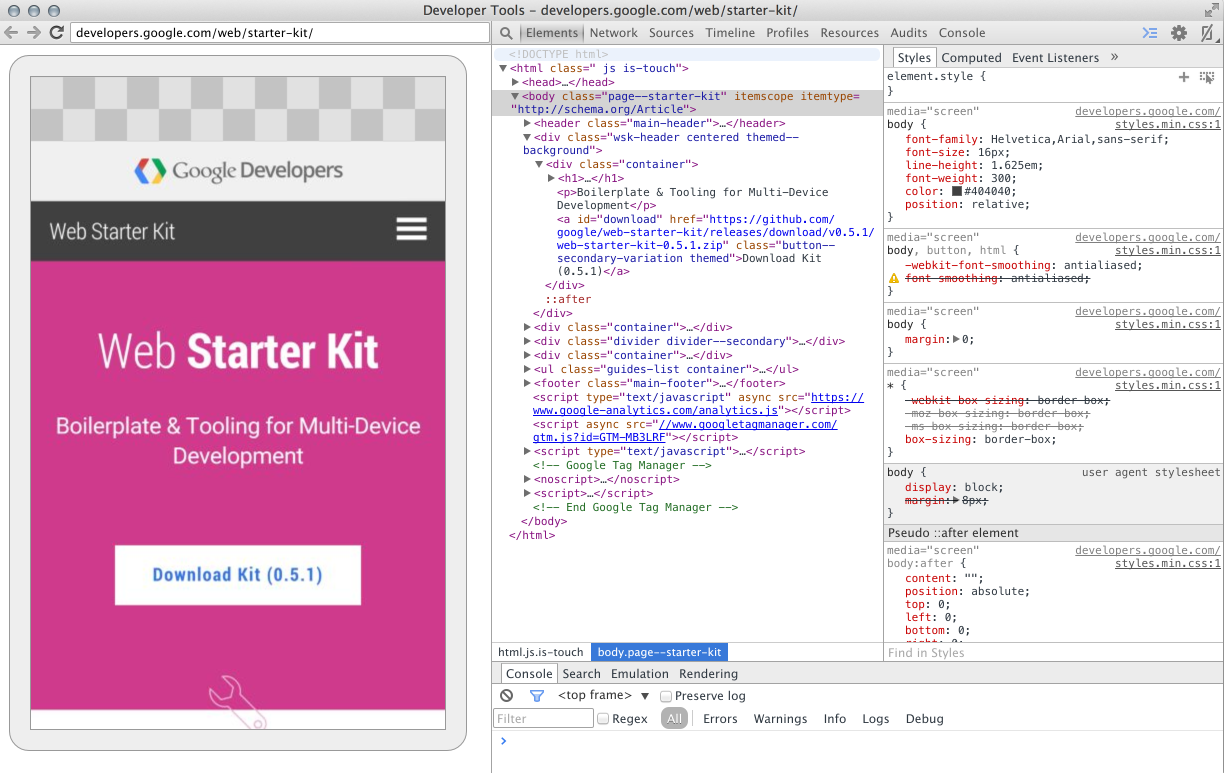 Developer Tools - developers.google.com/web/starter-kit/
developers.google.com/web/starter-kit/
Elements Network Sources Timeline Profiles Resources Audits Console
Google Developers
Web Starter Kit
Web Starter Kit
Boilerplate & Tooling for Multi-Device
Development
Download Kit (0.5.1)
<!DOCTYPE html>
▼<html class=" js is-touch">
▶<head>…</head>
▼<body class="page--starter-kit" itemscope itemtype=
"http://schema.org/Article">
▶<header class="main-header">…</header>
▼<div class="wsk-header centered themed--
background">
▼<div class="container">
▶<h1>…</h1>
<p>Boilerplate & Tooling for Multi-Device
Development</p>
<a id="download" href="https://github.com/
google/web-starter-kit/releases/download/v0.5.1/
web-starter-kit-0.5.1.zip" class="button--
secondary-variation themed">Download Kit
(0.5.1)</a>
</div>
::after
</div>
▶<div class="container">…</div>
▶<div class="divider divider--secondary">…</div>
▶<div class="container">…</div>
▶<ul class="guides-list container">…</ul>
▶<footer class="main-footer">…</footer>
<script type="text/javascript" async src="https://
www.google-analytics.com/analytics.js"></script>
<script async src="//www.googletagmanager.com/
gtm.js?id=GTM-MB3LRF"></script>
▶<script type="text/javascript">…</script>
<!-- Google Tag Manager -->
▶<noscript>…</noscript>
▶<script>…</script>
<!-- End Google Tag Manager -->
</body>
</html>
html.js.is-touch body.page--starter-kit
Styles Computed Event Listeners »
element.style {
}
media="screen" developers.google.com/
body { styles.min.css:1
font-family: Helvetica,Arial,sans-serif;
font-size: 16px;
line-height: 1.625em;
font-weight: 300;
color: #404040;
position: relative;
}
media="screen" developers.google.com/
body, button, html { styles.min.css:1
-webkit-font-smoothing: antialiased;
font-smoothing: antialiased;
}
media="screen" developers.google.com/
body { styles.min.css:1
margin:▶0;
}
media="screen" developers.google.com/
* { styles.min.css:1
-webkit-box-sizing: border-box;
-moz-box-sizing: border-box;
-ms-box-sizing: border-box;
box-sizing: border-box;
}
body { user agent stylesheet
display: block;
margin:▶8px;
}
Pseudo ::after element
media="screen" developers.google.com/
body:after { styles.min.css:1
content: "";
position: absolute;
top: 0;
left: 0;
bottom: 0;
right: 0;
Find in Styles
Console Search Emulation Rendering
<top frame> ▼ Preserve log
Filter Regex All Errors Warnings Info Logs Debug
>